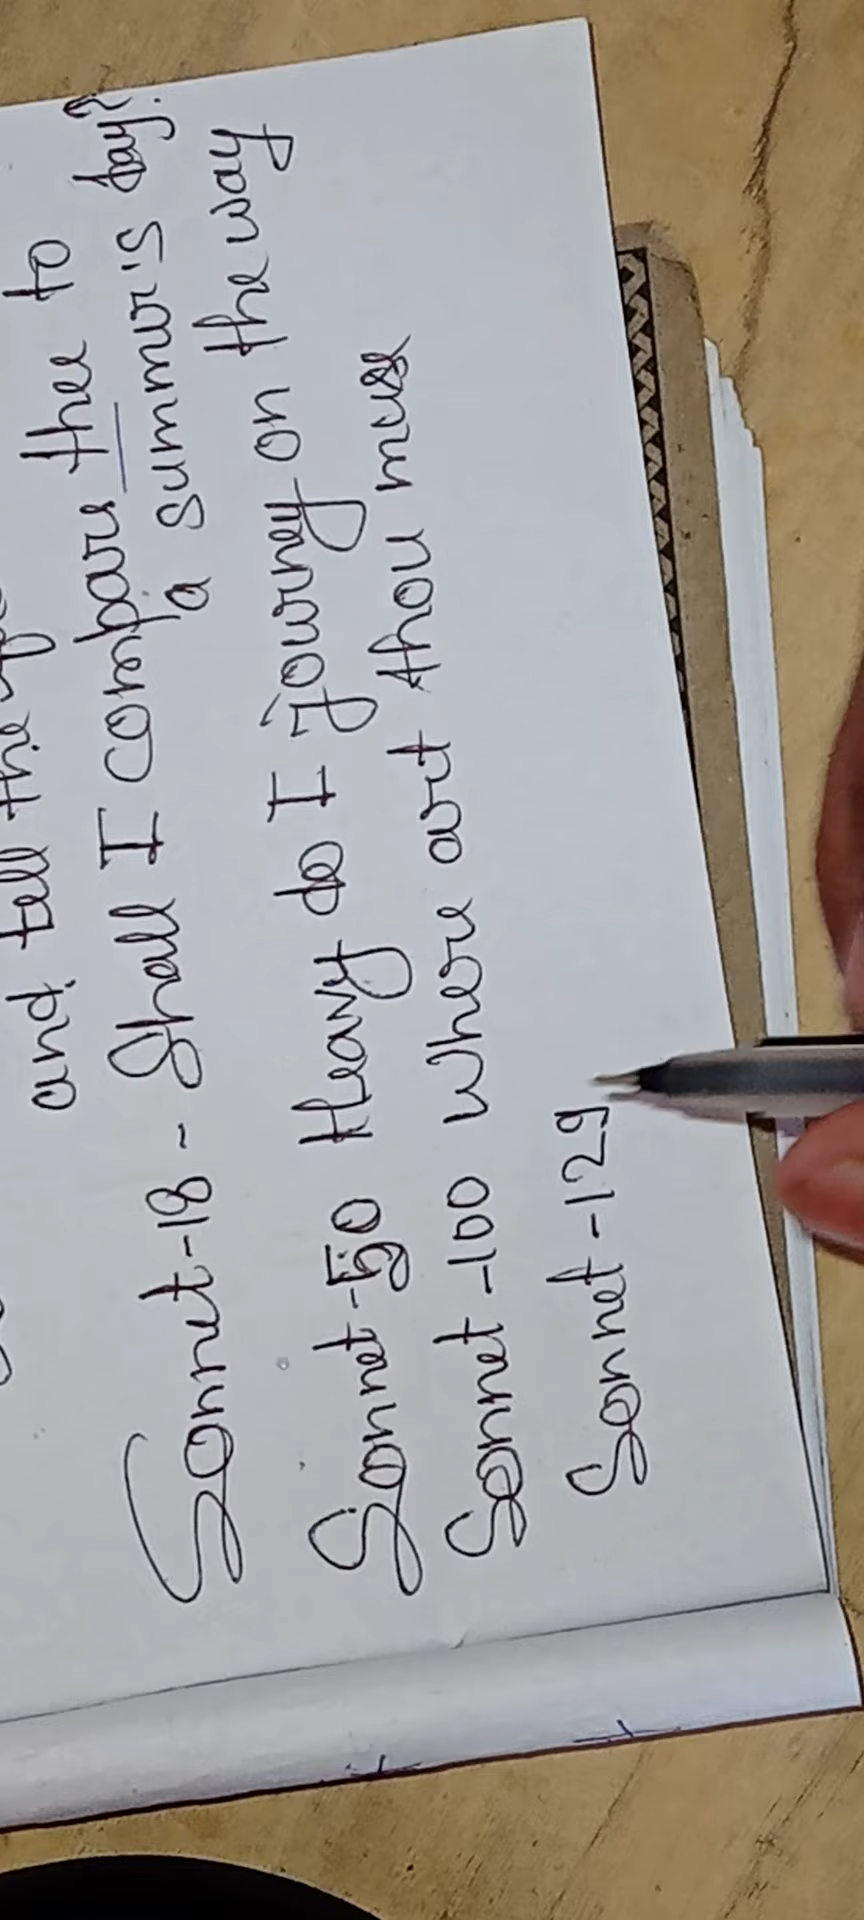 and tell the
Sonnet-18 - Shall I compare thee to
a summer's day?
Sonnet-50 Heavy do I journey on the way
Sonnet-100 Where art thou muse
Sonnet-129